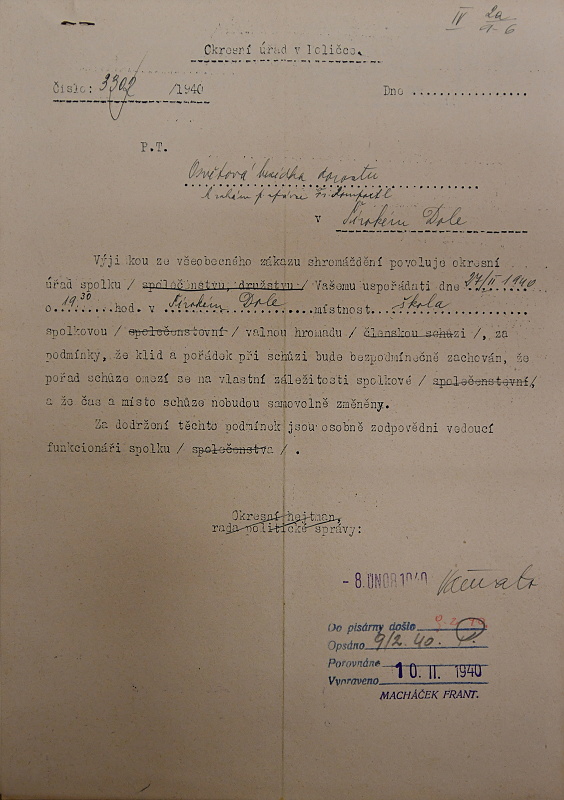 IV 2a/1-6
Okresní úřad v Poličce.
Číslo: 3302 /1940 Dne ................
P.T.
Osvětová besídka dorostu
v Širokém Dole
Výjimkou ze všeobecného zákazu shromáždění povoluje okresní
úřad spolku / společenstvu, družstvu / Vašemu uspořádati dne 24/II 1940
o 19.30 hod. v Širokém Dole místnost škola
spolkovou / společenstevní / valnou hromadu / členskou schůzi /, za
podmínky, že klid a pořádek při schůzi bude bezpodmínečně zachován, že
pořad schůze omezí se na vlastní záležitosti spolkové / společenstevní/,
a že čas a místo schůze nebudou samovolně změněny.
Za dodržení těchto podmínek jsou osobně zodpovědni vedoucí
funkcionáři spolku / společenstva / .
Okresní hejtman,
rada politické správy:
- 8. ÚNOR 1940
Do písárny došlo 9.2.40
Opsáno 9/2. 40.
Porovnáno
Vypraveno 10. II. 1940
MACHÁČEK FRANT.